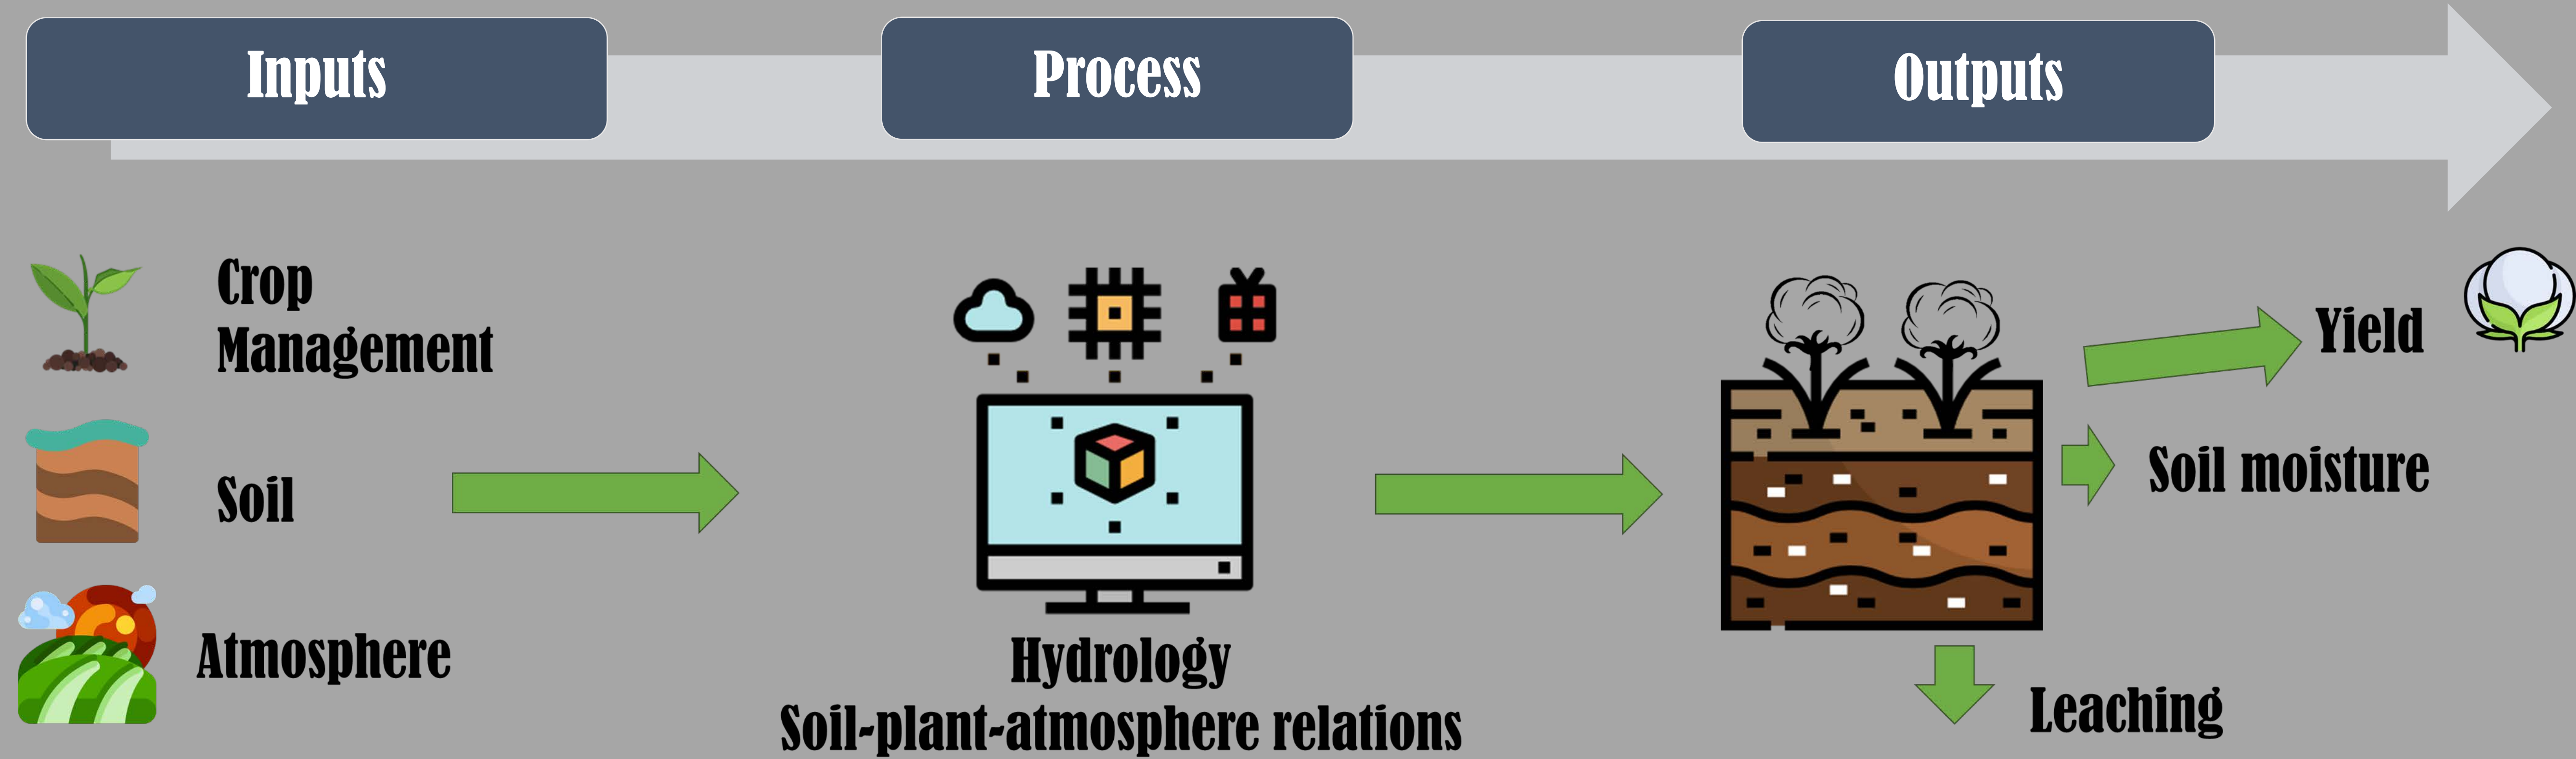 Inputs
Process
Outputs
Crop
Management
Soil
Atmosphere
Hydrology
Soil-plant-atmosphere relations
Yield
Soil moisture
Leaching